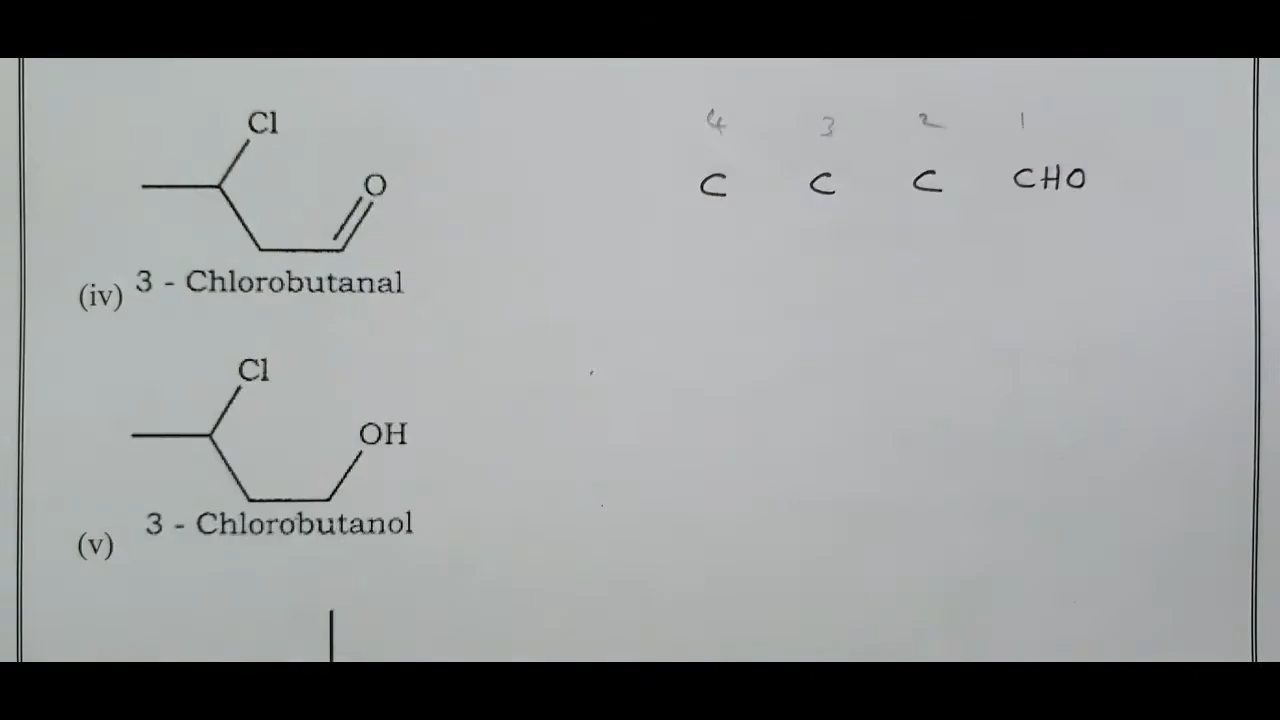 Cl
4 3 2 1
C C C CHO
O
(iv) 3 - Chlorobutanal
Cl
OH
3 - Chlorobutanol
(v)